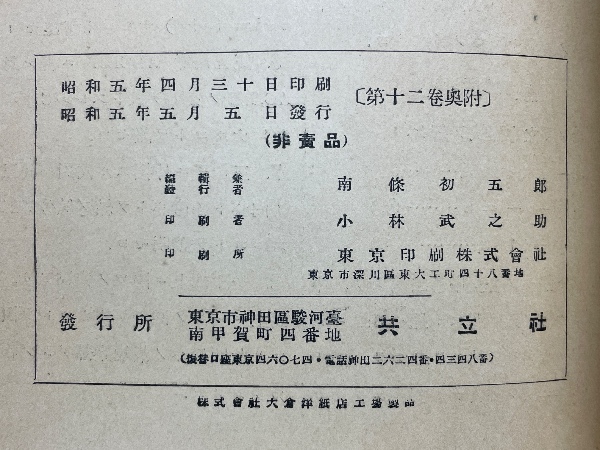 昭和五年四月三十日印刷
昭和五年五月五日發行
〔第十二卷奧附〕
(非賣品)
編輯兼
發行者
南條初五郎
印刷者 小林武之助
印刷所 東京印刷株式會社
東京市深川區東大工町四十八番地
發行所 東京市神田區駿河臺
南甲賀町四番地
共立社
(振替口座東京四六〇七四・電話神田二六二四番・四三四八番)
株式會社大倉洋紙店工場製品